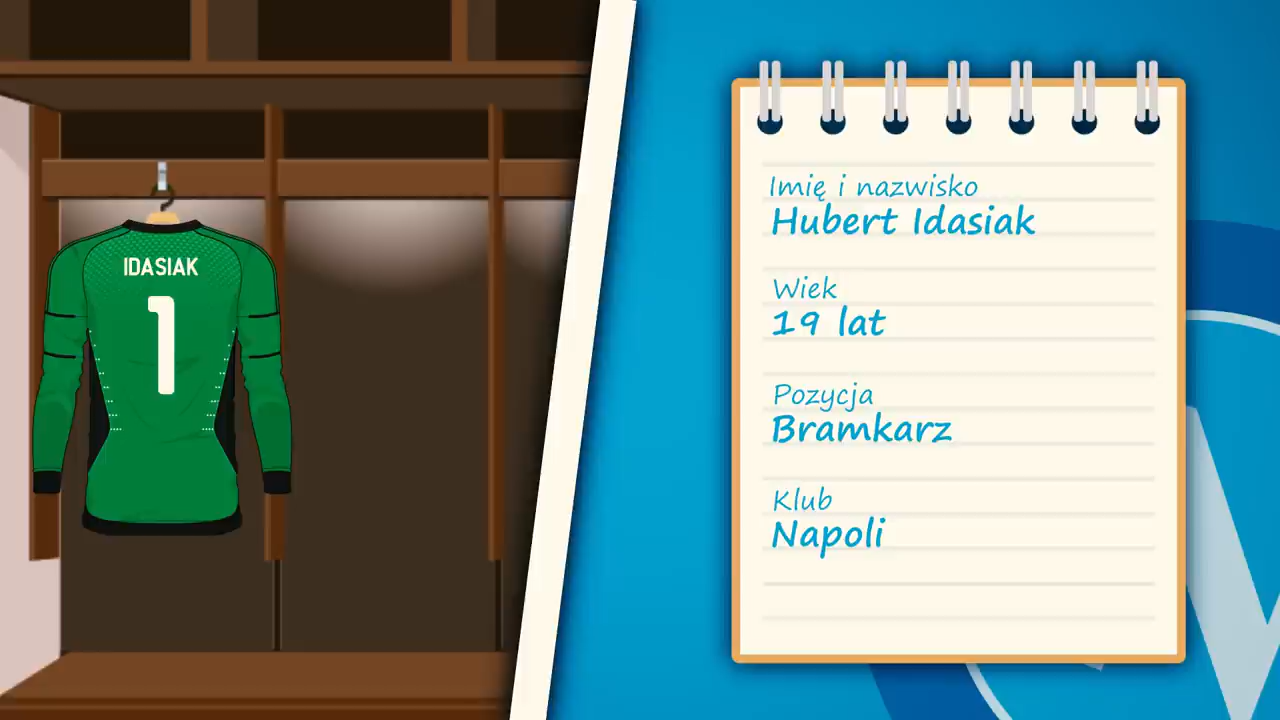 IDASIAK
1
Imię i nazwisko
Hubert Idasiak
Wiek
19 lat
Pozycja
Bramkarz
Klub
Napoli